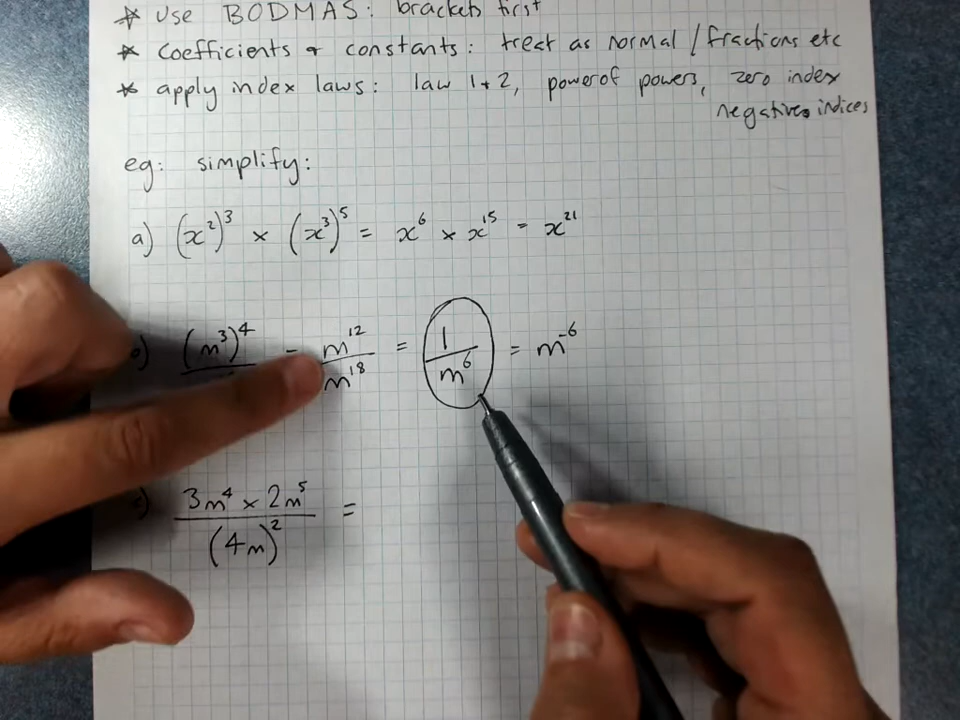 * Use BODMAS: brackets first
* Coefficients & constants: treat as normal / fractions etc
* apply index laws: law 1+2, power of powers, zero index
negative indices
eg: simplify:
a) (x²)³ × (x³)⁵ = x⁶ × x¹⁵ = x²¹
(m³)⁴ = m¹²/m¹⁸ = 1/m⁶ = m⁻⁶
c) (3m⁴ × 2m⁵)/(4m)² =